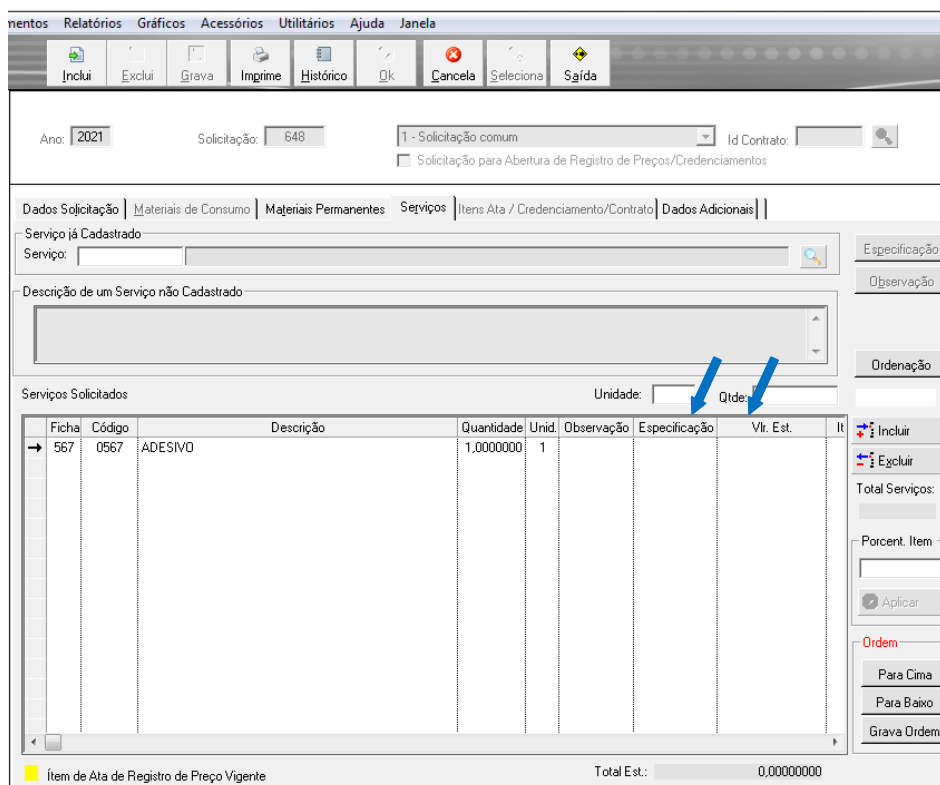 mentos Relatórios Gráficos Acessórios Utilitários Ajuda Janela
Inclui Exclui Grava Imprime Histórico Ok Cancela Seleciona Saída
Ano: 2021 Solicitação: 648 1 - Solicitação comum Id Contrato:
Solicitação para Abertura de Registro de Preços/Credenciamentos
Dados Solicitação Materiais de Consumo Materiais Permanentes Serviços Itens Ata / Credenciamento/Contrato Dados Adicionais
Serviço já Cadastrado
Serviço:
Especificação
Observação
Descrição de um Serviço não Cadastrado
Ordenação
Serviços Solicitados Unidade: Qtde:
Ficha Código Descrição Quantidade Unid. Observação Especificação Vlr. Est. It
567 0567 ADESIVO 1,0000000 1
Incluir
Excluir
Total Serviços:
Porcent. Item
Aplicar
Ordem
Para Cima
Para Baixo
Grava Ordem
Ítem de Ata de Registro de Preço Vigente Total Est.: 0,00000000